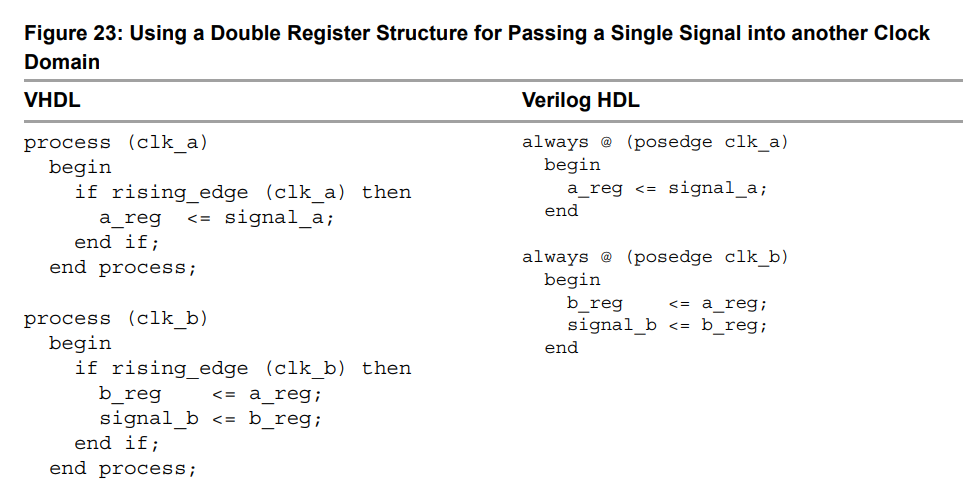 Figure 23: Using a Double Register Structure for Passing a Single Signal into another Clock
Domain
VHDL
process (clk_a)
begin
if rising_edge (clk_a) then
a_reg <= signal_a;
end if;
end process;
process (clk_b)
begin
if rising_edge (clk_b) then
b_reg <= a_reg;
signal_b <= b_reg;
end if;
end process;
Verilog HDL
always @ (posedge clk_a)
begin
a_reg <= signal_a;
end
always @ (posedge clk_b)
begin
b_reg <= a_reg;
signal_b <= b_reg;
end